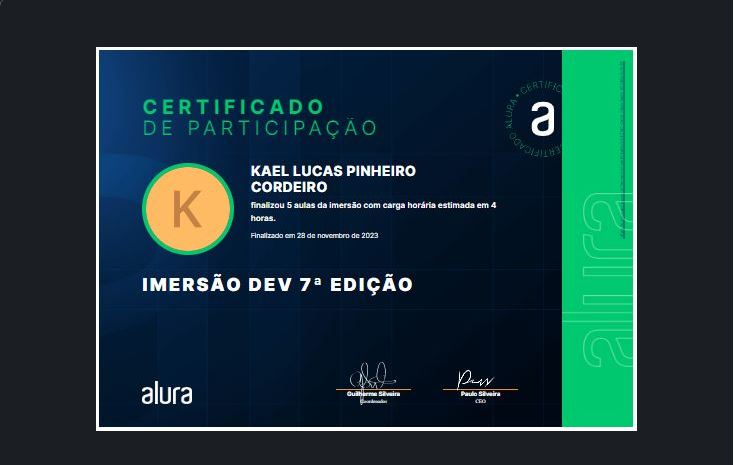 CERTIFICADO
DE PARTICIPAÇÃO
CERTIFICADO ALURA • CERTIFIC
a
K
KAEL LUCAS PINHEIRO
CORDEIRO
finalizou 5 aulas da imersão com carga horária estimada em 4
horas.
Finalizado em 28 de novembro de 2023
IMERSÃO DEV 7ª EDIÇÃO
alura
Guilherme Silveira
Coordenador
Paulo Silveira
CEO
alura